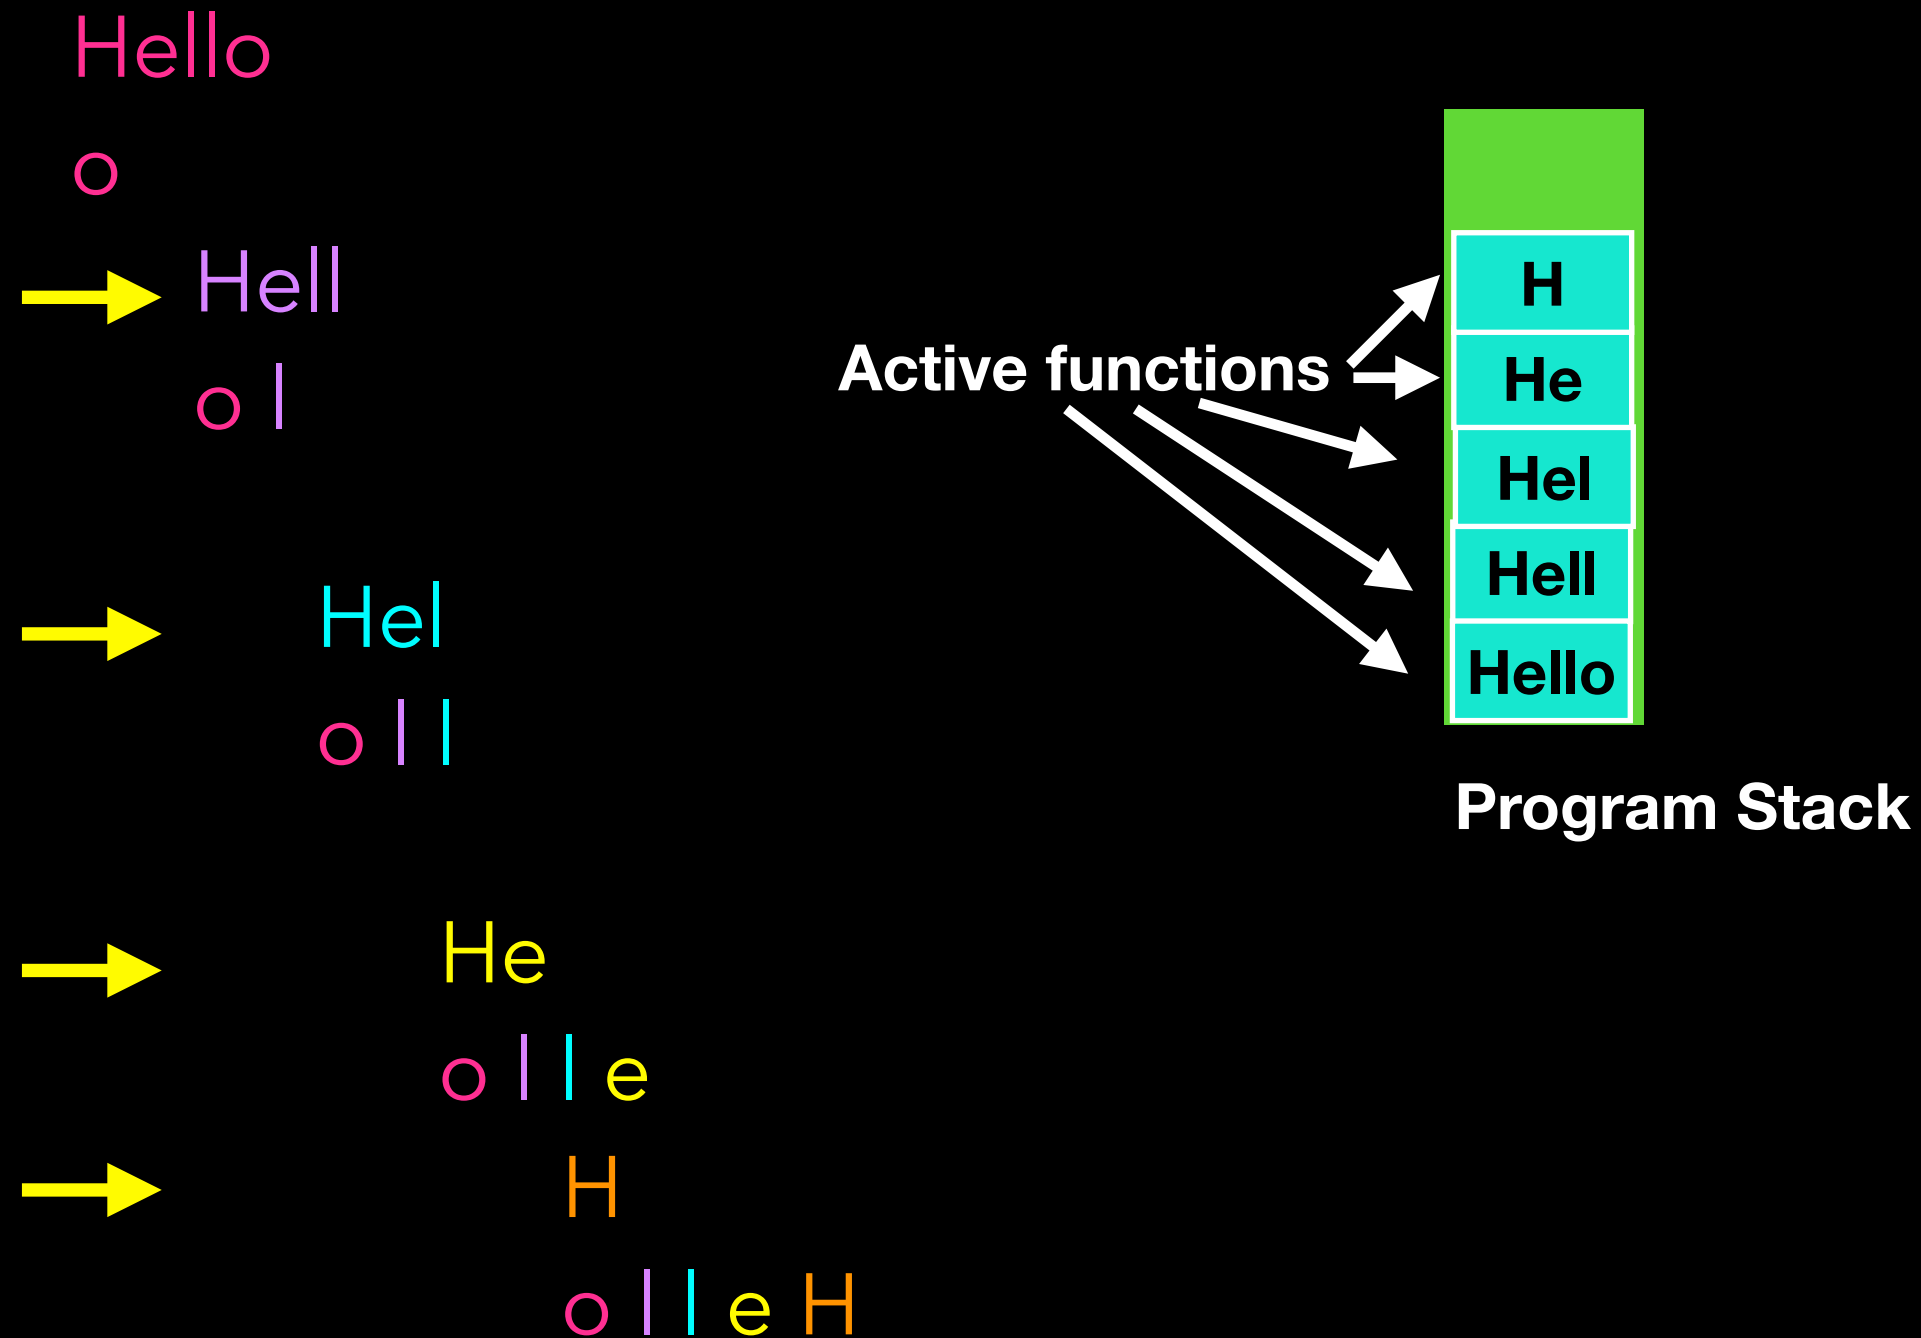 Hello
o
Hell
o l
Hel
o l l
He
o l l e
H
o l l e H
Active functions
H
He
Hel
Hell
Hello
Program Stack